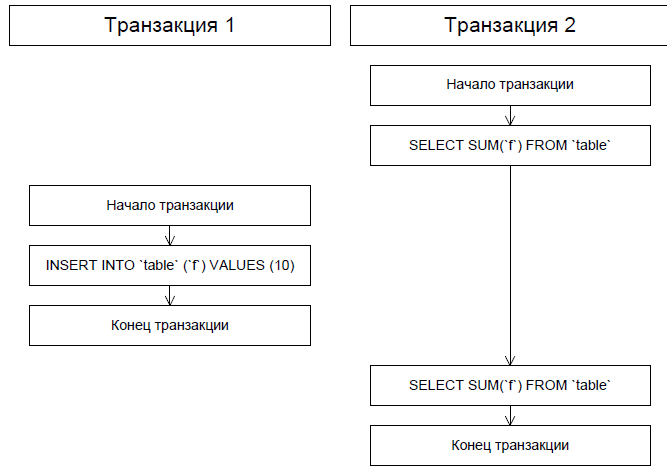 Транзакция 1
Транзакция 2
Начало транзакции
SELECT SUM(`f`) FROM `table`
Начало транзакции
INSERT INTO `table` (`f`) VALUES (10)
Конец транзакции
SELECT SUM(`f`) FROM `table`
Конец транзакции